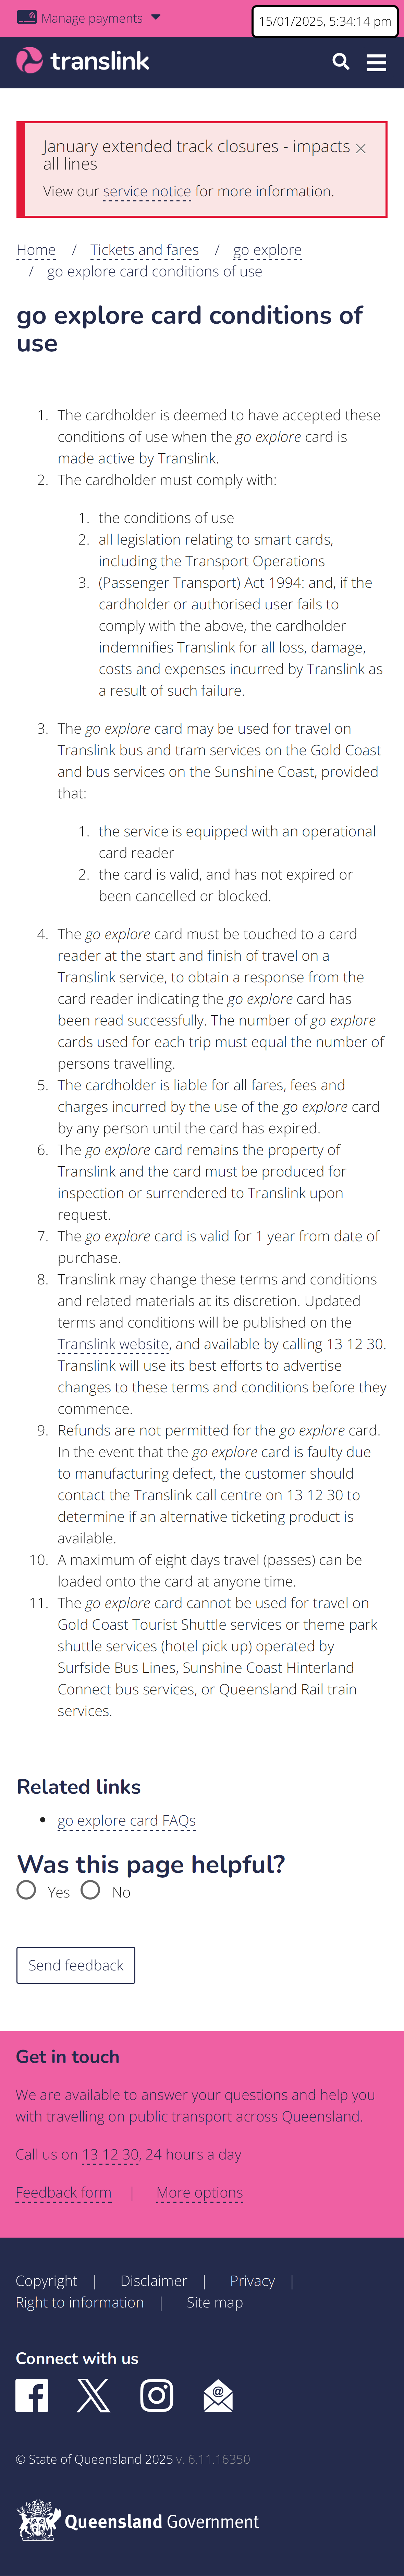 Manage payments
15/01/2025, 5:34:14 pm
translink
January extended track closures - impacts
all lines
View our service notice for more information.
Home / Tickets and fares / go explore
/ go explore card conditions of use
go explore card conditions of
use
1. The cardholder is deemed to have accepted these
conditions of use when the go explore card is
made active by Translink.
2. The cardholder must comply with:
1. the conditions of use
2. all legislation relating to smart cards,
including the Transport Operations
3. (Passenger Transport) Act 1994: and, if the
cardholder or authorised user fails to
comply with the above, the cardholder
indemnifies Translink for all loss, damage,
costs and expenses incurred by Translink as
a result of such failure.
3. The go explore card may be used for travel on
Translink bus and tram services on the Gold Coast
and bus services on the Sunshine Coast, provided
that:
1. the service is equipped with an operational
card reader
2. the card is valid, and has not expired or
been cancelled or blocked.
4. The go explore card must be touched to a card
reader at the start and finish of travel on a
Translink service, to obtain a response from the
card reader indicating the go explore card has
been read successfully. The number of go explore
cards used for each trip must equal the number of
persons travelling.
5. The cardholder is liable for all fares, fees and
charges incurred by the use of the go explore card
by any person until the card has expired.
6. The go explore card remains the property of
Translink and the card must be produced for
inspection or surrendered to Translink upon
request.
7. The go explore card is valid for 1 year from date of
purchase.
8. Translink may change these terms and conditions
and related materials at its discretion. Updated
terms and conditions will be published on the
Translink website, and available by calling 13 12 30.
Translink will use its best efforts to advertise
changes to these terms and conditions before they
commence.
9. Refunds are not permitted for the go explore card.
In the event that the go explore card is faulty due
to manufacturing defect, the customer should
contact the Translink call centre on 13 12 30 to
determine if an alternative ticketing product is
available.
10. A maximum of eight days travel (passes) can be
loaded onto the card at anyone time.
11. The go explore card cannot be used for travel on
Gold Coast Tourist Shuttle services or theme park
shuttle services (hotel pick up) operated by
Surfside Bus Lines, Sunshine Coast Hinterland
Connect bus services, or Queensland Rail train
services.
Related links
• go explore card FAQs
Was this page helpful?
Yes No
Send feedback
Get in touch
We are available to answer your questions and help you
with travelling on public transport across Queensland.
Call us on 13 12 30, 24 hours a day
Feedback form | More options
Copyright | Disclaimer | Privacy |
Right to information | Site map
Connect with us
© State of Queensland 2025 v. 6.11.16350
Queensland Government